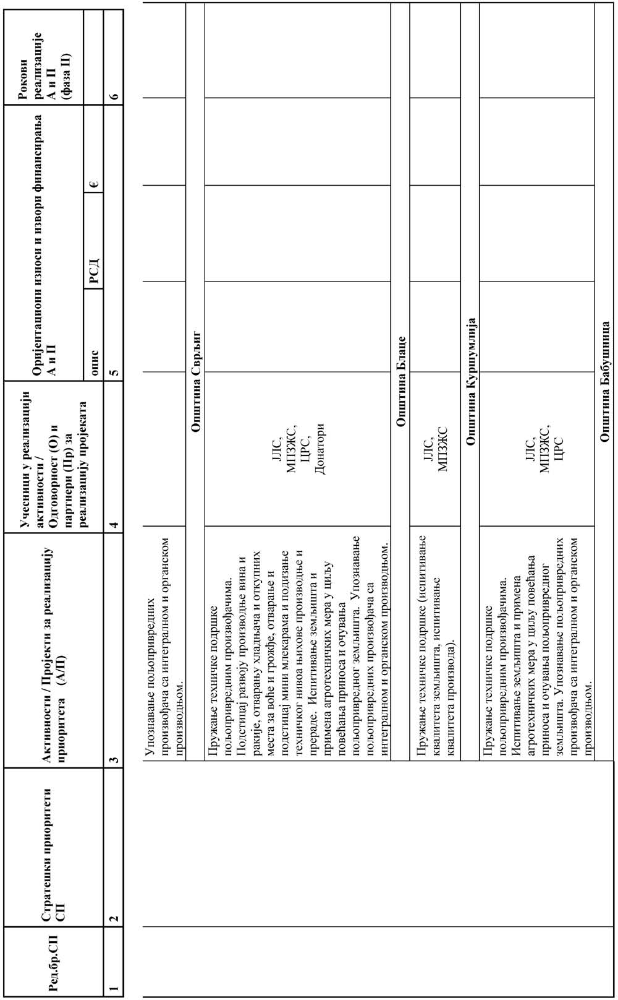 Ред.бр.СП
Стратешки приоритети
СП
Активности / Пројекти за реализацију
приоритета (А/П)
Учесници у реализацији
активности /
Одговорност (О) и
партнери (Пр) за
реализацију пројеката
Оријентациони износи и извори финансирања
А и П
опис
РСД
€
Рокови
реализације
А и П
(фаза II)
1
2
3
4
5
6
Упознавање пољопривредних
произвођача са интегралном и органском
производњом.
Општина Сврљиг
Пружање техничке подршке
пољопривредним произвођачима.
Подстицај развоју производње вина и
ракије, отварању хладњача и откупних
места за воће и грожђе, отварање и
подстицај мини млекарама и подизање
техничког нивоа њихове производње и
прераде. Испитивање земљишта и
примена агротехничких мера у циљу
повећања приноса и очувања
пољопривредног земљишта. Упознавање
пољопривредних произвођача са
интегралном и органском производњом.
ЈЛС,
МПЗЖС,
ЦРС,
Донатори
Општина Блаце
Пружање техничке подршке (испитивање
квалитета земљишта, испитивање
квалитета производа).
ЈЛС,
МПЗЖС
Општина Куршумлија
Пружање техничке подршке
пољопривредним произвођачима.
Испитивање земљишта и примена
агротехничких мера у циљу повећања
приноса и очувања пољопривредног
земљишта. Упознавање пољопривредних
произвођача са интегралном и органском
производњом.
ЈЛС,
МПЗЖС,
ЦРС
Општина Бабушница